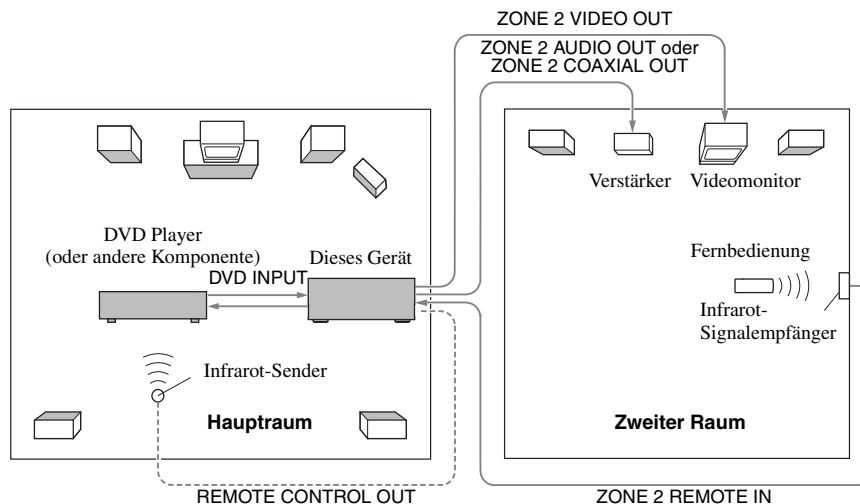 ZONE 2 VIDEO OUT
ZONE 2 AUDIO OUT oder
ZONE 2 COAXIAL OUT
DVD Player
(oder andere Komponente)
DVD INPUT
Dieses Gerät
Infrarot-Sender
Hauptraum
REMOTE CONTROL OUT
Verstärker
Videomonitor
Fernbedienung
Infrarot-
Signalempfänger
Zweiter Raum
ZONE 2 REMOTE IN